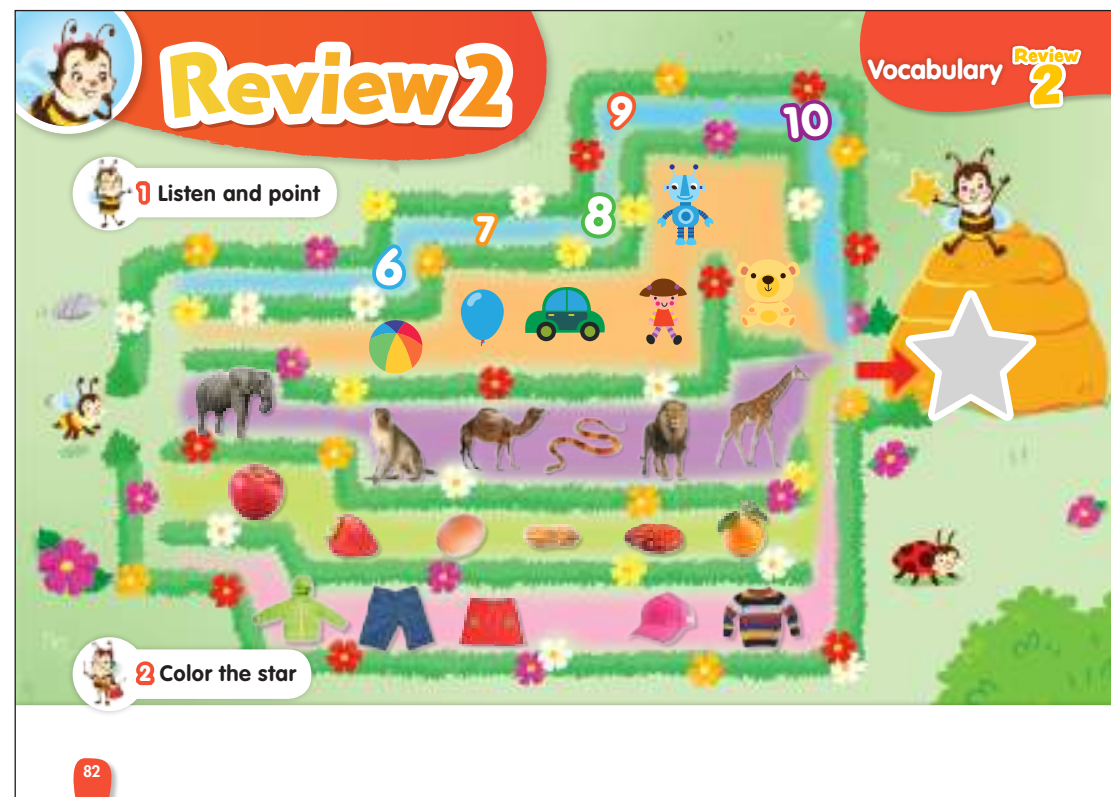 Review 2
Vocabulary
Review
2
1 Listen and point
6
7
8
9
10
2 Color the star
82